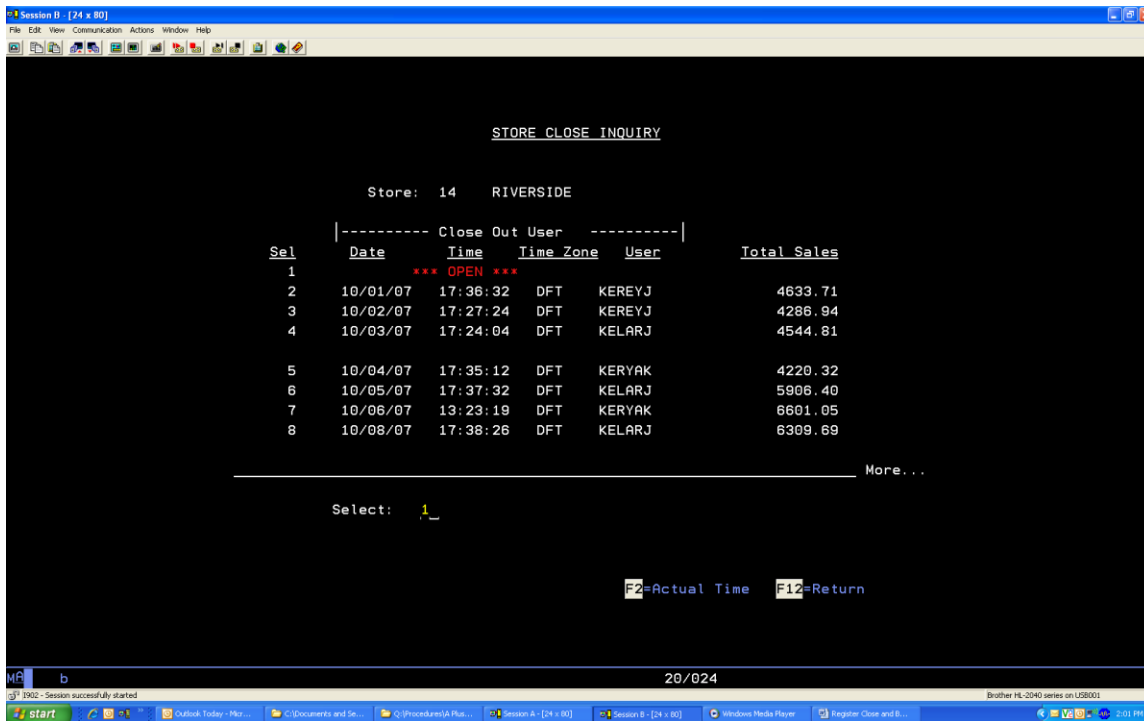 Session B - [24 x 80]
File Edit View Communication Actions Window Help
STORE CLOSE INQUIRY
Store: 14 RIVERSIDE
|---------- Close Out User ----------|
Sel Date Time Time Zone User Total Sales
1 *** OPEN ***
2 10/01/07 17:36:32 DFT KEREYJ 4633.71
3 10/02/07 17:27:24 DFT KEREYJ 4286.94
4 10/03/07 17:24:04 DFT KELARJ 4544.81
5 10/04/07 17:35:12 DFT KERYAK 4220.32
6 10/05/07 17:37:32 DFT KELARJ 5906.40
7 10/06/07 13:23:19 DFT KERYAK 6601.05
8 10/08/07 17:38:26 DFT KELARJ 6309.69
More...
Select: 1
F2=Actual Time F12=Return
MA b 20/024
I902 - Session successfully started Brother HL-2040 series on USB001
start Outlook Today - Micr... C:\Documents and Se... Q:\Procedures\A Plus... Session A - [24 x 80] Session B - [24 x 80] Windows Media Player Register Close and B... 2:01 PM